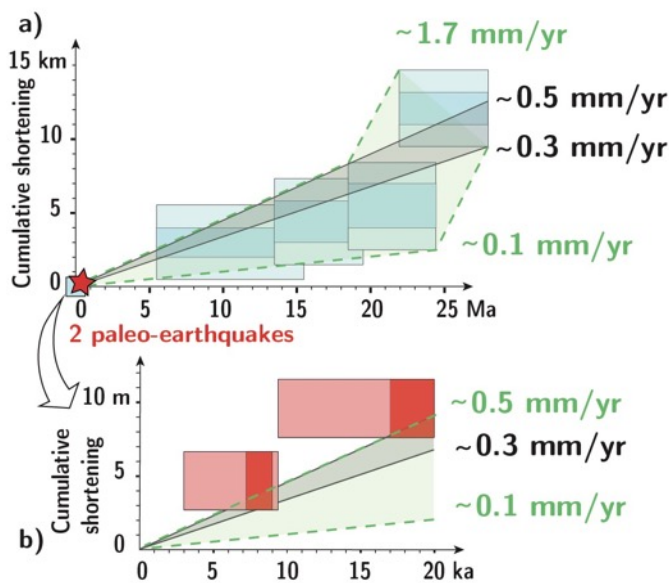 a)
~1.7 mm/yr
Cumulative shortening
15 km
10
5
0
~0.5 mm/yr
~0.3 mm/yr
~0.1 mm/yr
0 5 10 15 20 25 Ma
2 paleo-earthquakes
b)
Cumulative
shortening
10 m
5
0
~0.5 mm/yr
~0.3 mm/yr
~0.1 mm/yr
0 5 10 15 20 ka